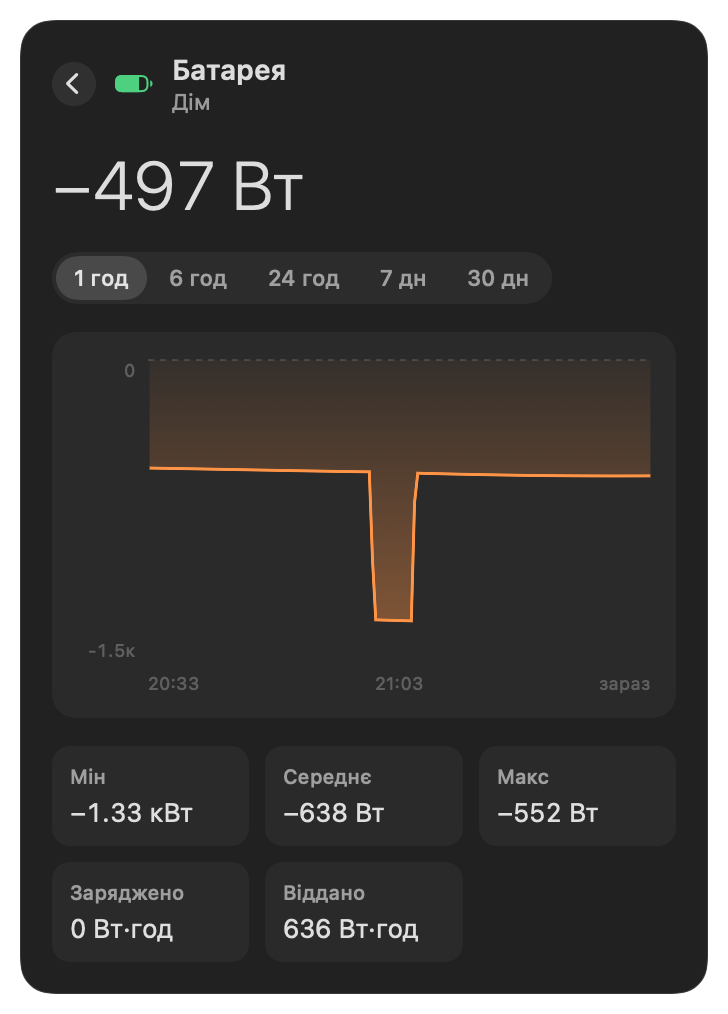 Батарея
Дім
–497 Вт
1 год 6 год 24 год 7 дн 30 дн
0
-1.5к
20:33 21:03 зараз
Мін Середнє Макс
–1.33 кВт –638 Вт –552 Вт
Заряджено Віддано
0 Вт·год 636 Вт·год